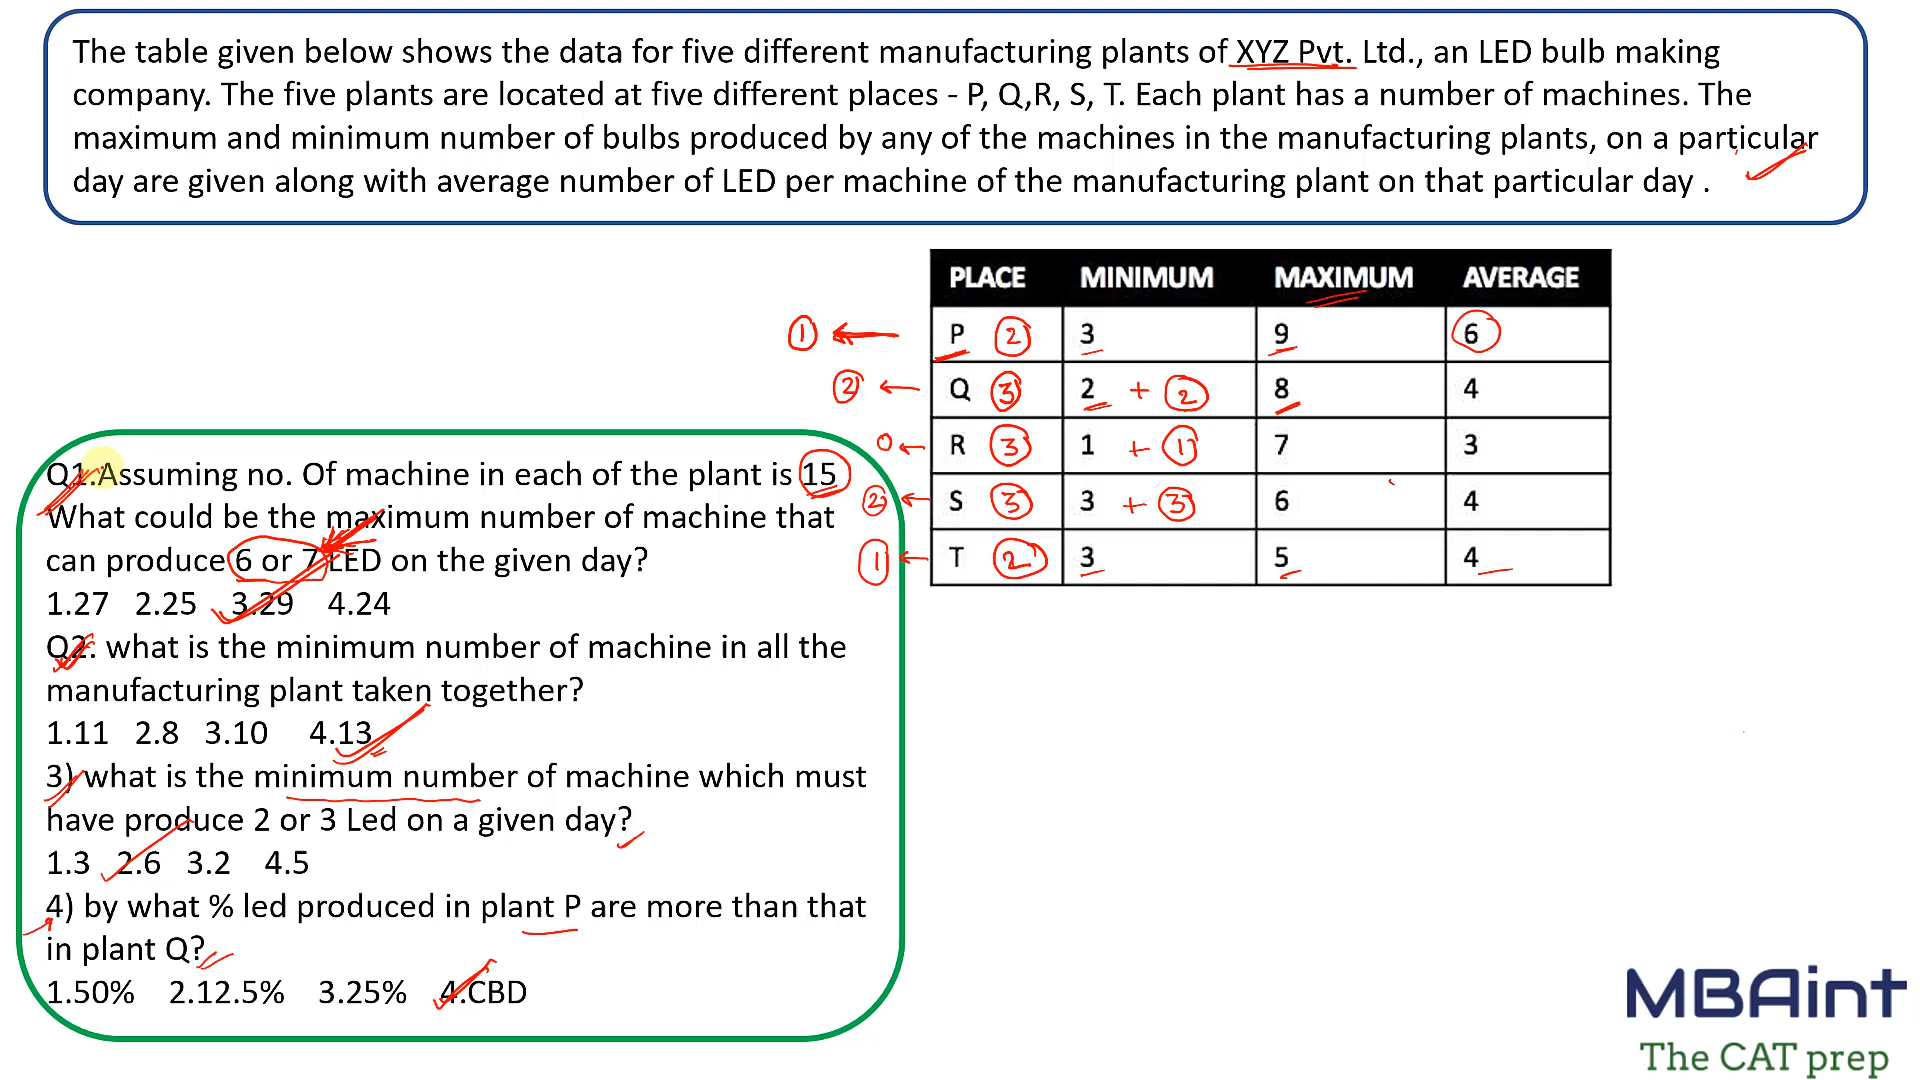 The table given below shows the data for five different manufacturing plants of XYZ Pvt. Ltd., an LED bulb making
company. The five plants are located at five different places - P, Q,R, S, T. Each plant has a number of machines. The
maximum and minimum number of bulbs produced by any of the machines in the manufacturing plants, on a particular
day are given along with average number of LED per machine of the manufacturing plant on that particular day .
PLACE MINIMUM MAXIMUM AVERAGE
1 ← P 2 3 9 6
2 ← Q 3 2 + 2 8 4
0 ← R 3 1 + 1 7 3
2 ← S 3 3 + 3 6 4
1 ← T 2 3 5 4
Q1.Assuming no. Of machine in each of the plant is 15
What could be the maximum number of machine that
can produce 6 or 7 LED on the given day?
1.27 2.25 3.29 4.24
Q2. what is the minimum number of machine in all the
manufacturing plant taken together?
1.11 2.8 3.10 4.13
3) what is the minimum number of machine which must
have produce 2 or 3 Led on a given day?
1.3 2.6 3.2 4.5
4) by what % led produced in plant P are more than that
in plant Q?
1.50% 2.12.5% 3.25% 4.CBD
MBAint
The CAT prep